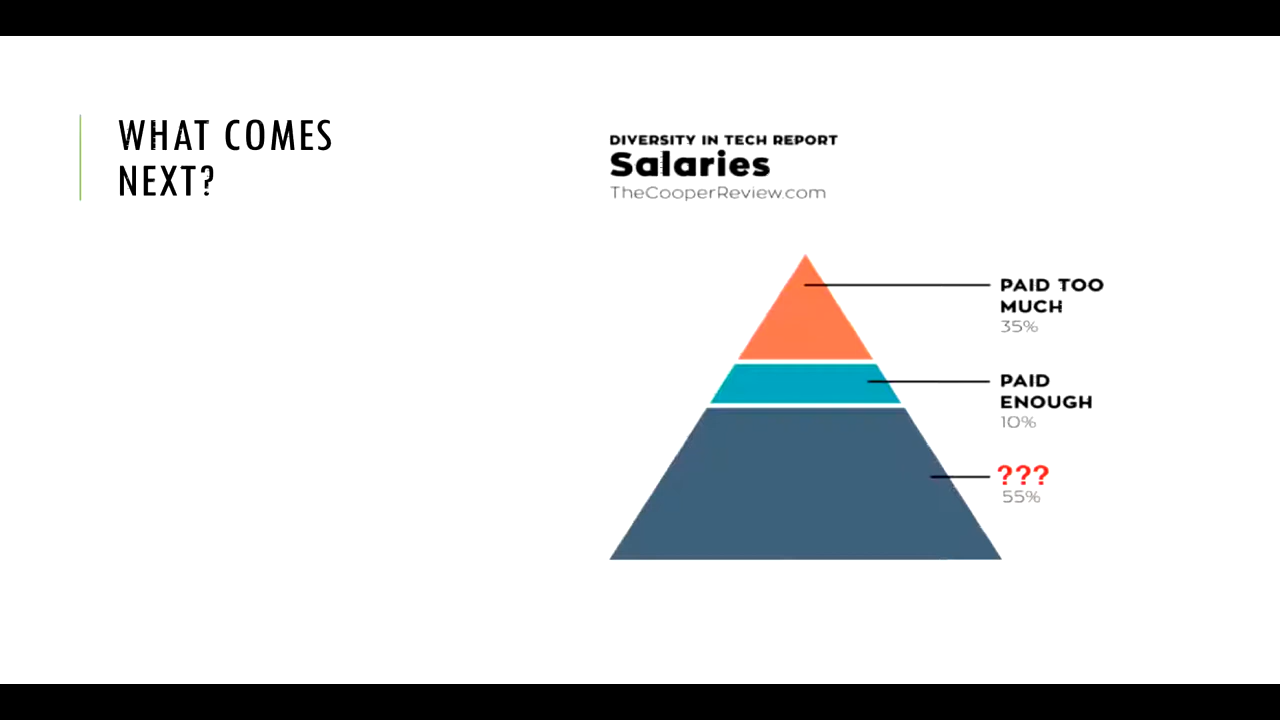 WHAT COMES
NEXT?
DIVERSITY IN TECH REPORT
Salaries
TheCooperReview.com
PAID TOO
MUCH
35%
PAID
ENOUGH
10%
???
55%